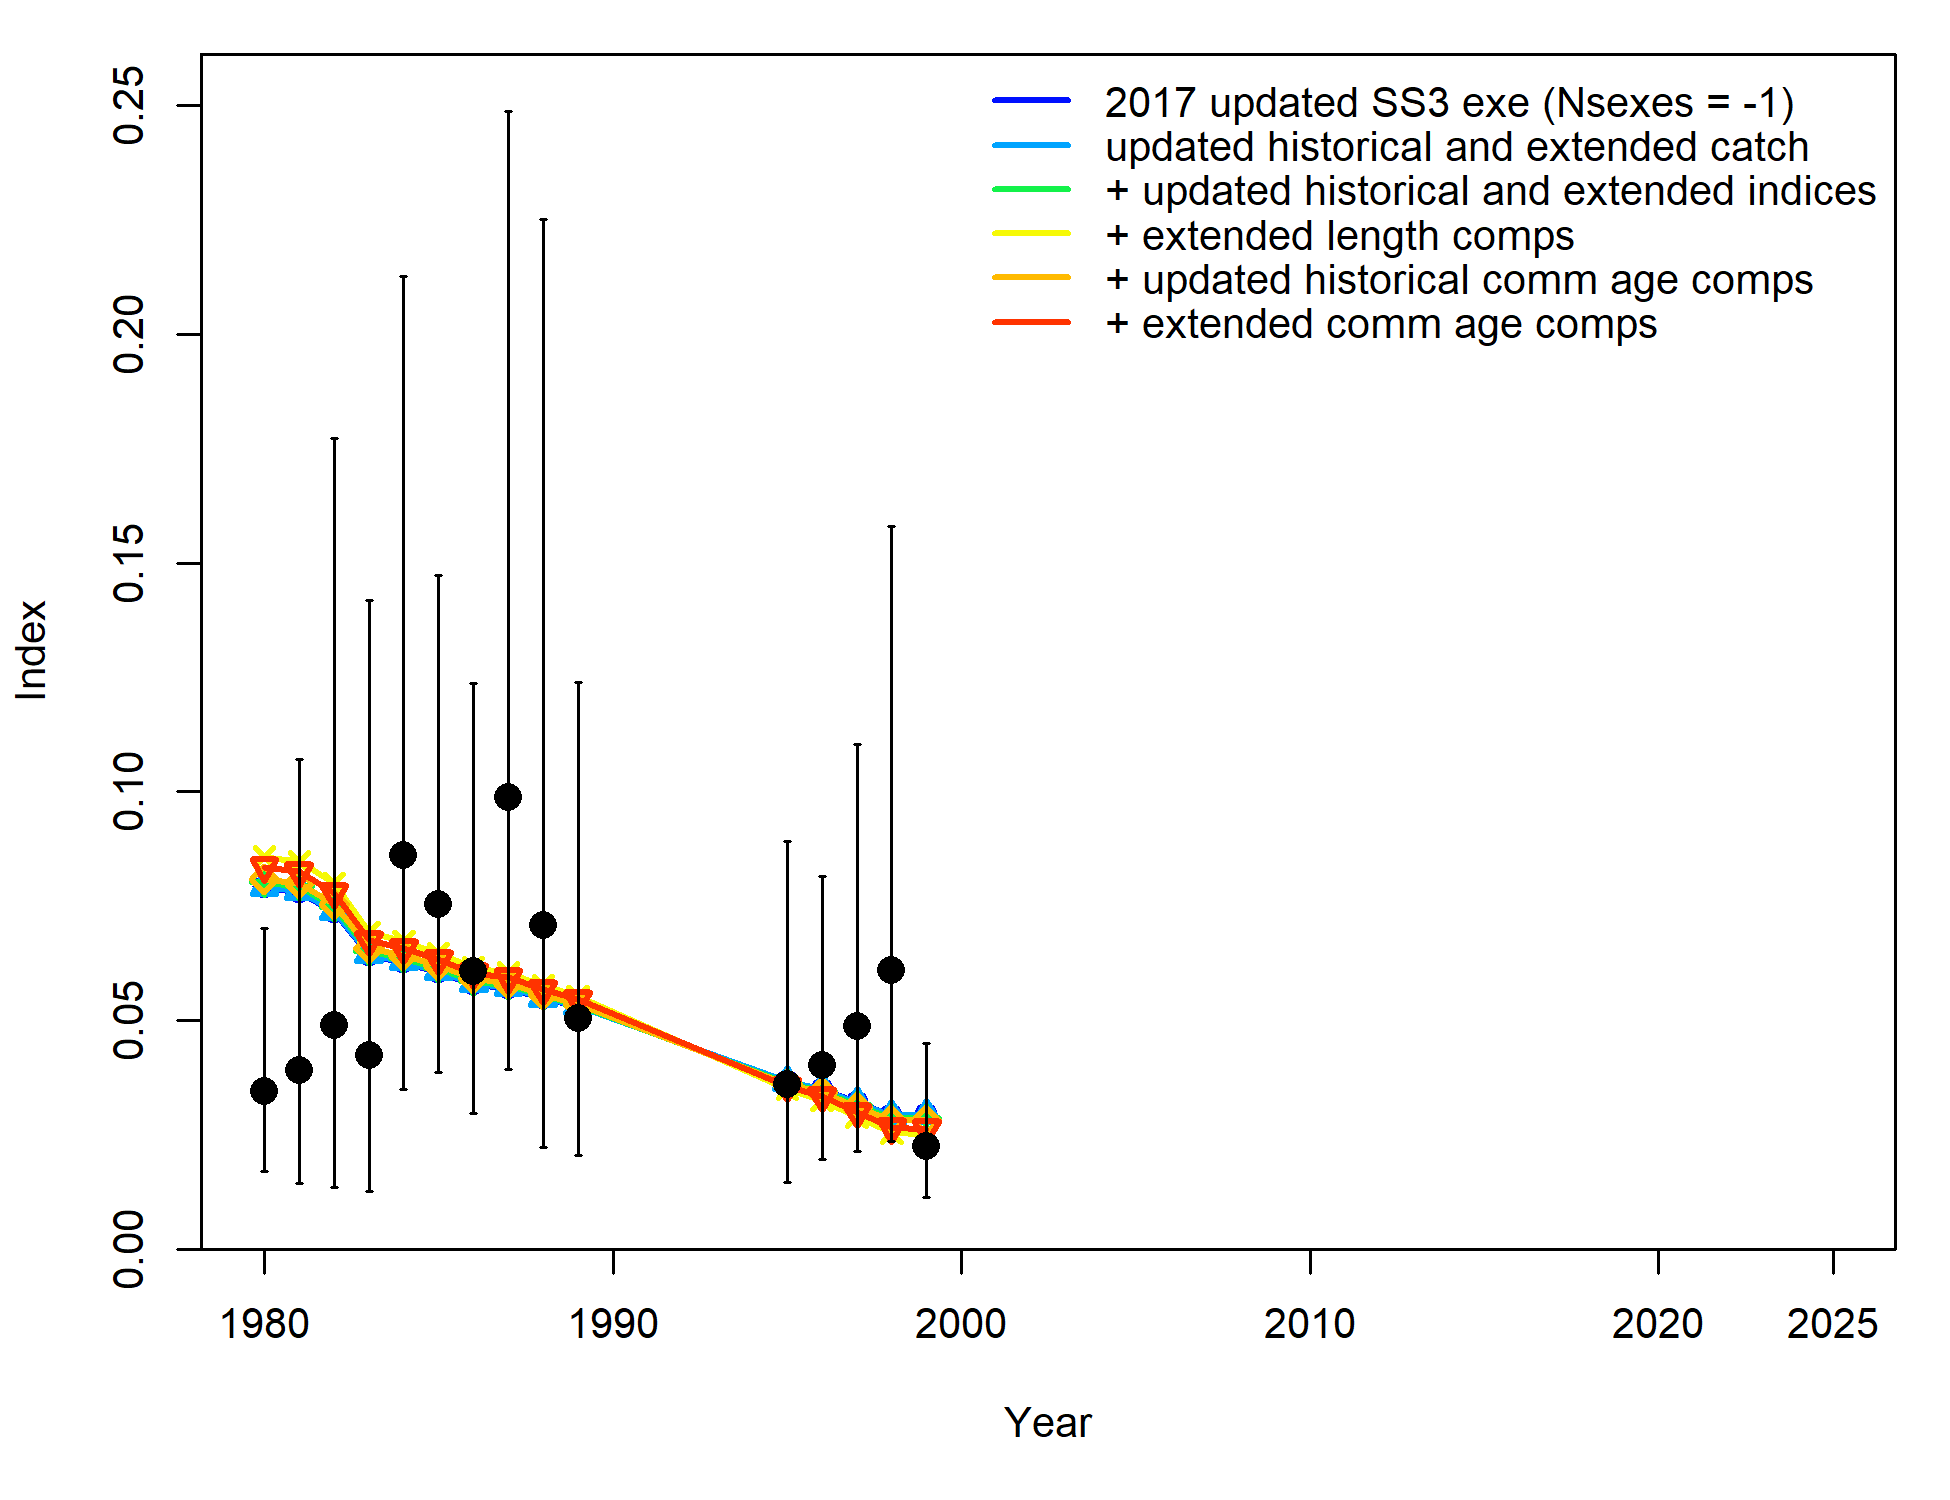 2017 updated SS3 exe (Nsexes = -1)
updated historical and extended catch
+ updated historical and extended indices
+ extended length comps
+ updated historical comm age comps
+ extended comm age comps
0.25
0.20
0.15
0.10
0.05
0.00
Index
1980 1990 2000 2010 2020 2025
Year